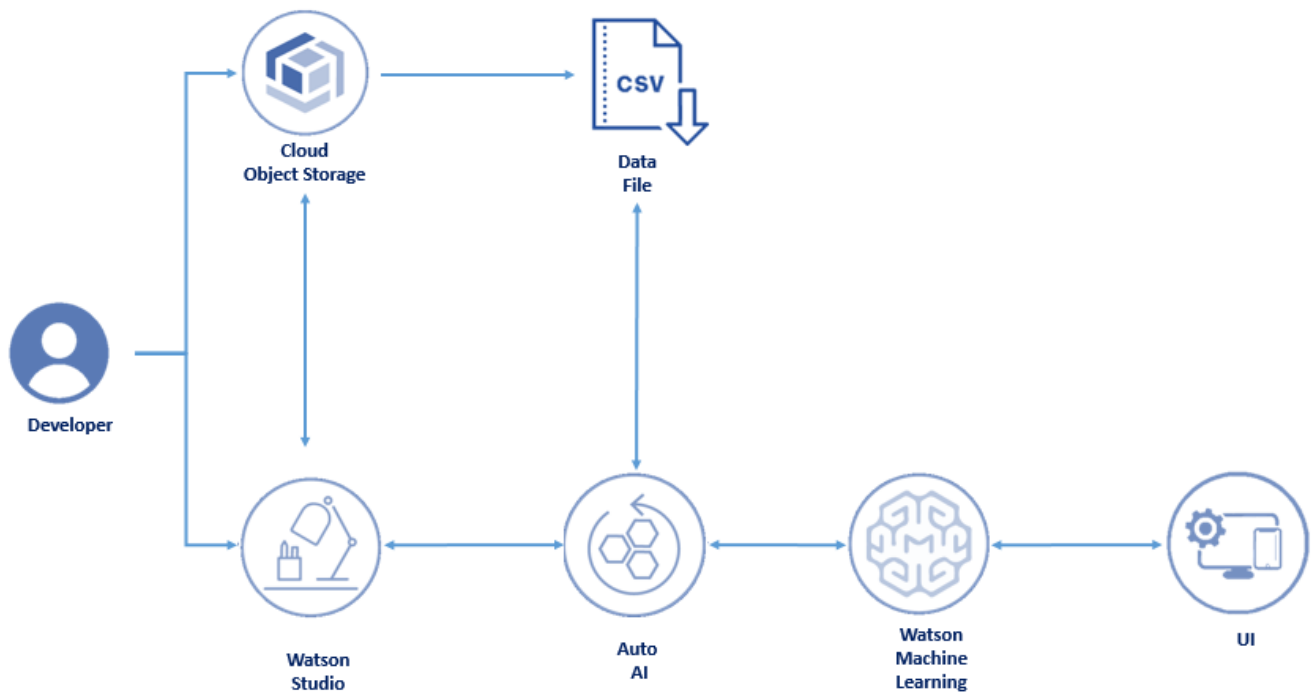 CSV
Cloud
Object Storage
Data
File
Developer
Watson
Studio
Auto
AI
Watson
Machine
Learning
UI